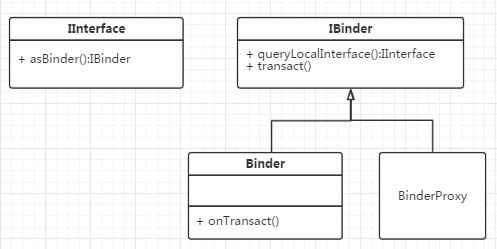 IInterface
+ asBinder():IBinder
IBinder
+ queryLocalInterface():IInterface
+ transact()
Binder
+ onTransact()
BinderProxy